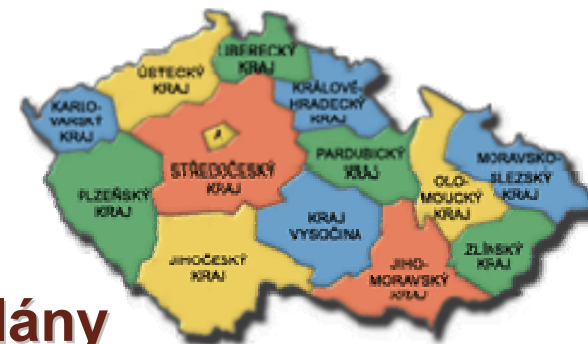 LIBERECKÝ
KRAJ
ÚSTECKÝ
KRAJ
KRÁLOVÉ-
HRADECKÝ
KRAJ
KARLO-
VARSKÝ
KRAJ
STŘEDOČESKÝ
KRAJ
PARDUBICKÝ
KRAJ
MORAVSKO-
SLEZSKÝ
KRAJ
OLO-
MOUCKÝ
KRAJ
PLZEŇSKÝ
KRAJ
KRAJ
VYSOČINA
ZLÍNSKÝ
KRAJ
JIHOČESKÝ
KRAJ
JIHO-
MORAVSKÝ
KRAJ
lány